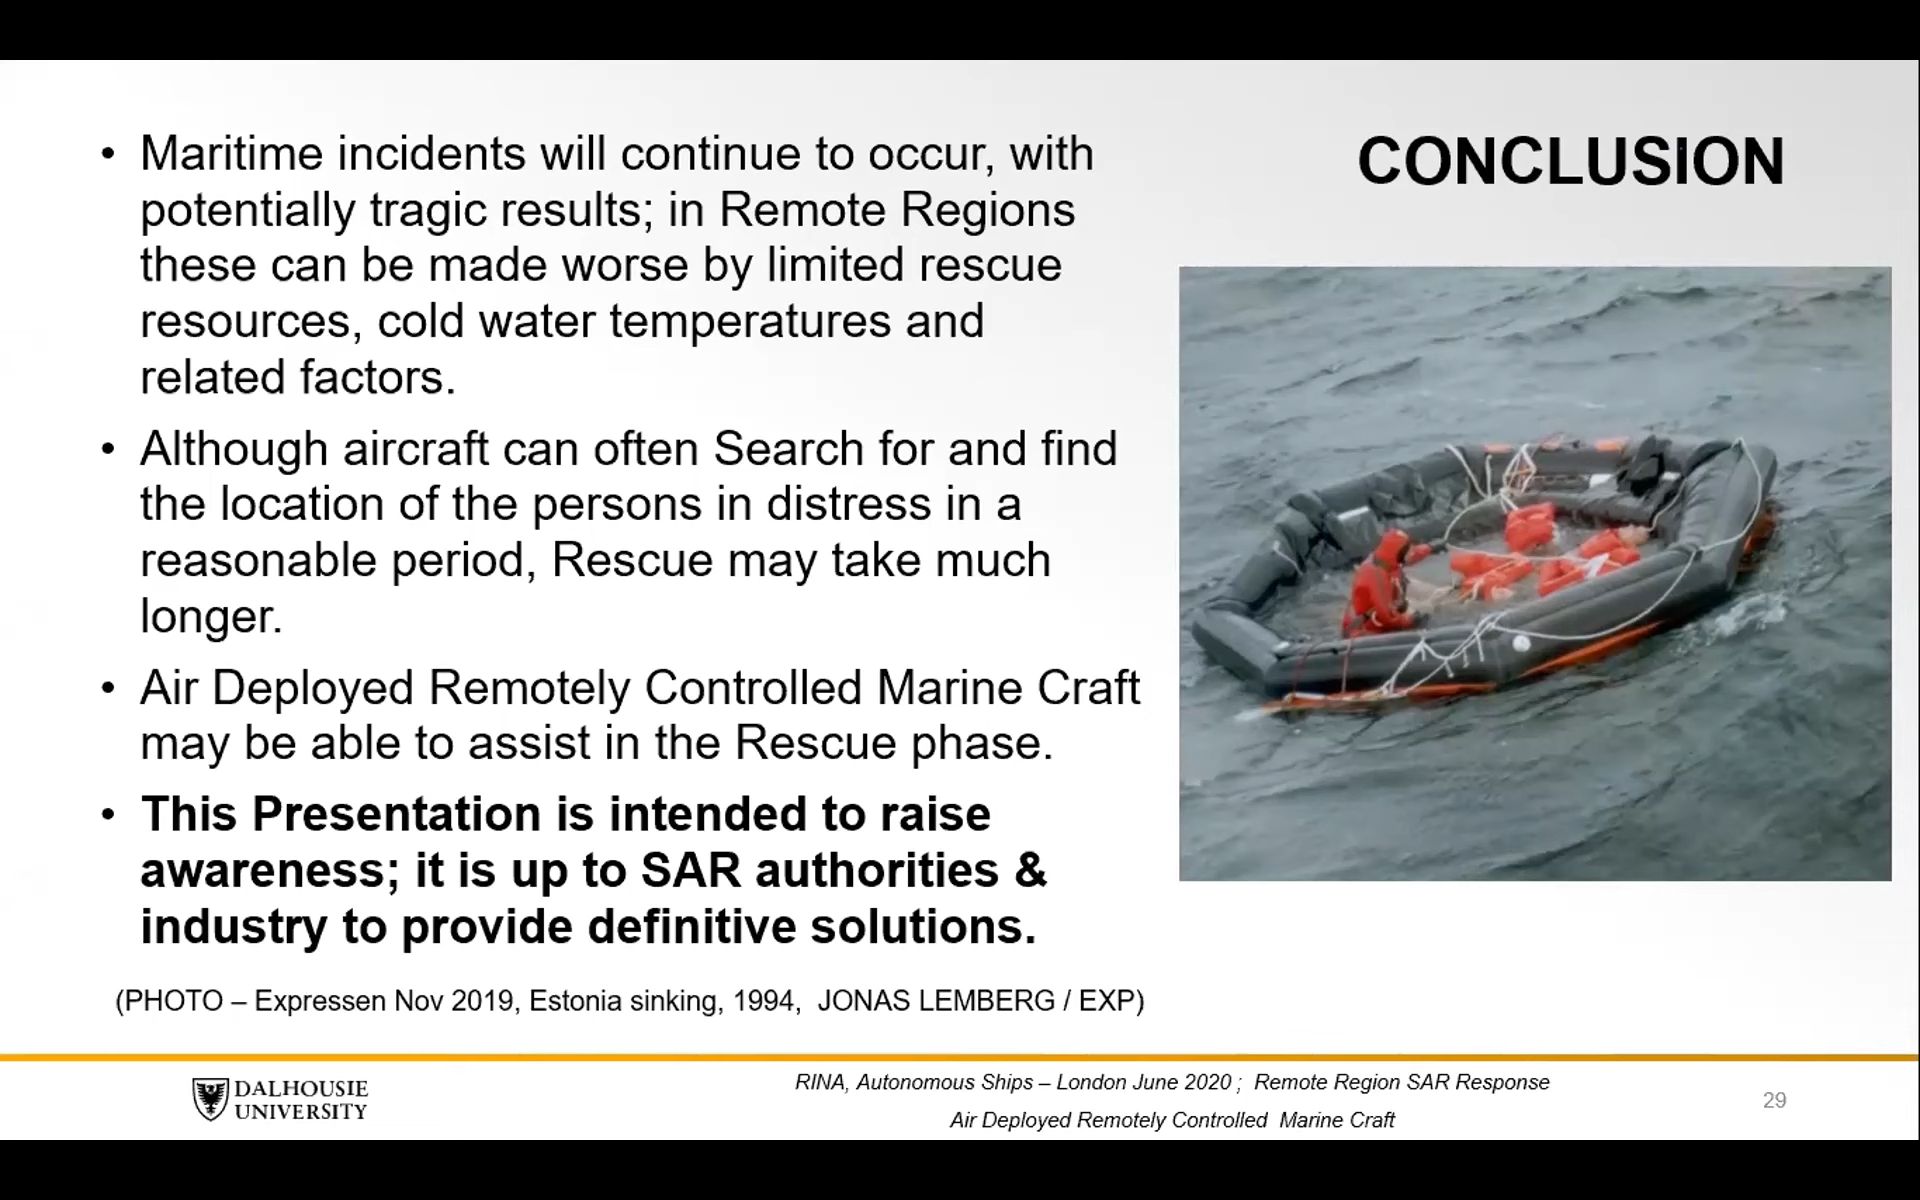 CONCLUSION
• Maritime incidents will continue to occur, with
potentially tragic results; in Remote Regions
these can be made worse by limited rescue
resources, cold water temperatures and
related factors.
• Although aircraft can often Search for and find
the location of the persons in distress in a
reasonable period, Rescue may take much
longer.
• Air Deployed Remotely Controlled Marine Craft
may be able to assist in the Rescue phase.
• This Presentation is intended to raise
awareness; it is up to SAR authorities &
industry to provide definitive solutions.
(PHOTO – Expressen Nov 2019, Estonia sinking, 1994, JONAS LEMBERG / EXP)
DALHOUSIE
UNIVERSITY
RINA, Autonomous Ships – London June 2020 ; Remote Region SAR Response
Air Deployed Remotely Controlled Marine Craft
29